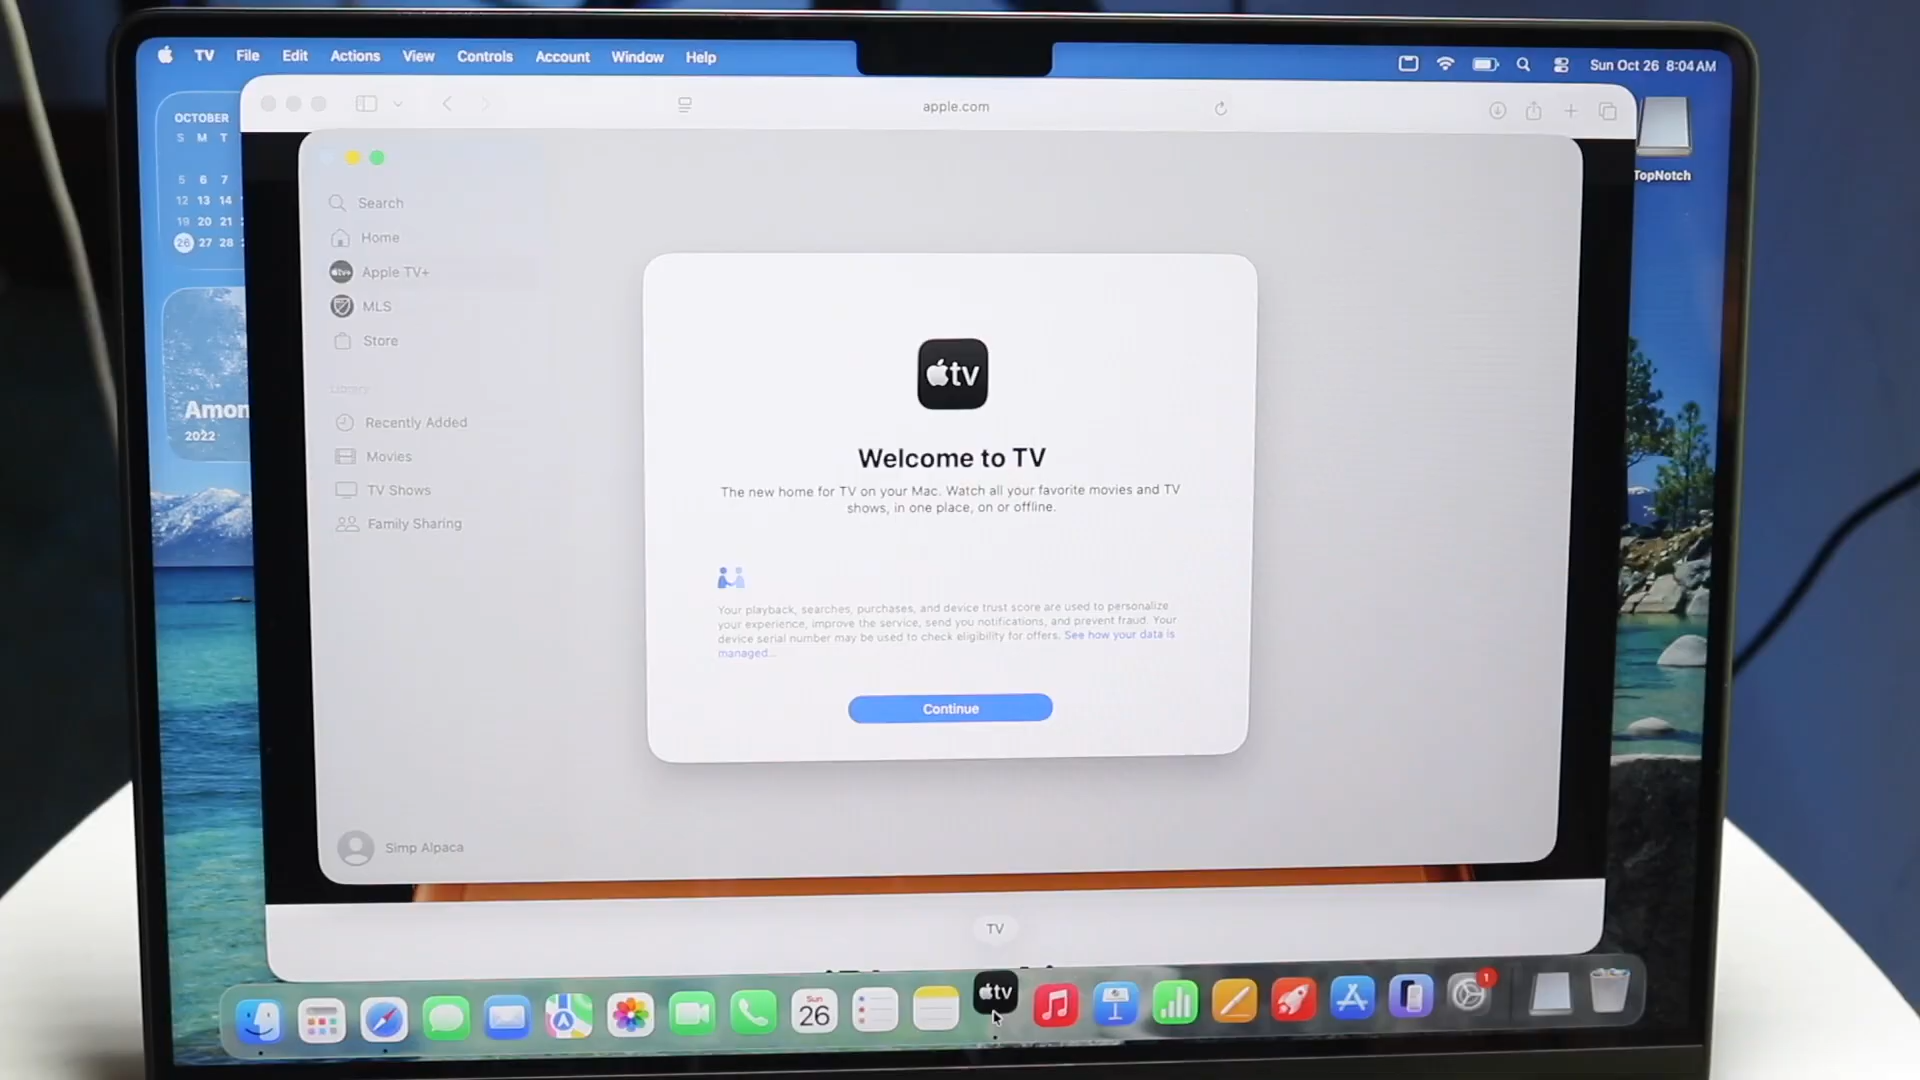 TV File Edit Actions View Controls Account Window Help
Sun Oct 26 8:04 AM
apple.com
OCTOBER
S M T
5 6 7
12 13 14
19 20 21
26 27 28
Amon
2022
TopNotch
Search
Home
tv+ Apple TV+
MLS
Store
Library
Recently Added
Movies
TV Shows
Family Sharing
Simp Alpaca
tv
Welcome to TV
The new home for TV on your Mac. Watch all your favorite movies and TV
shows, in one place, on or offline.
Your playback, searches, purchases, and device trust score are used to personalize
your experience, improve the service, send you notifications, and prevent fraud. Your
device serial number may be used to check eligibility for offers. See how your data is
managed...
Continue
TV
Sun
26
tv
1